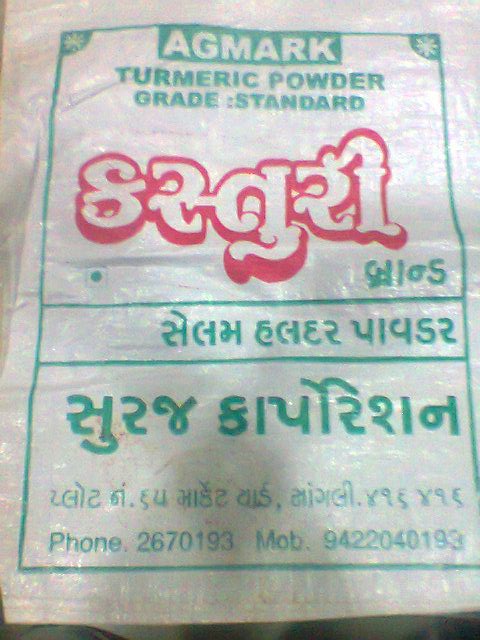 AGMARK
TURMERIC POWDER
GRADE :STANDARD
કસ્તુરી
બ્રાન્ડ
સેલમ હલદર પાવડર
સુરજ કાર્પોરેશન
પ્લોટ નં. ૬૫ માર્કેટ યાર્ડ, સાંગલી. ૪૧૬ ૪૧૬
Phone. 2670193 Mob. 9422040193